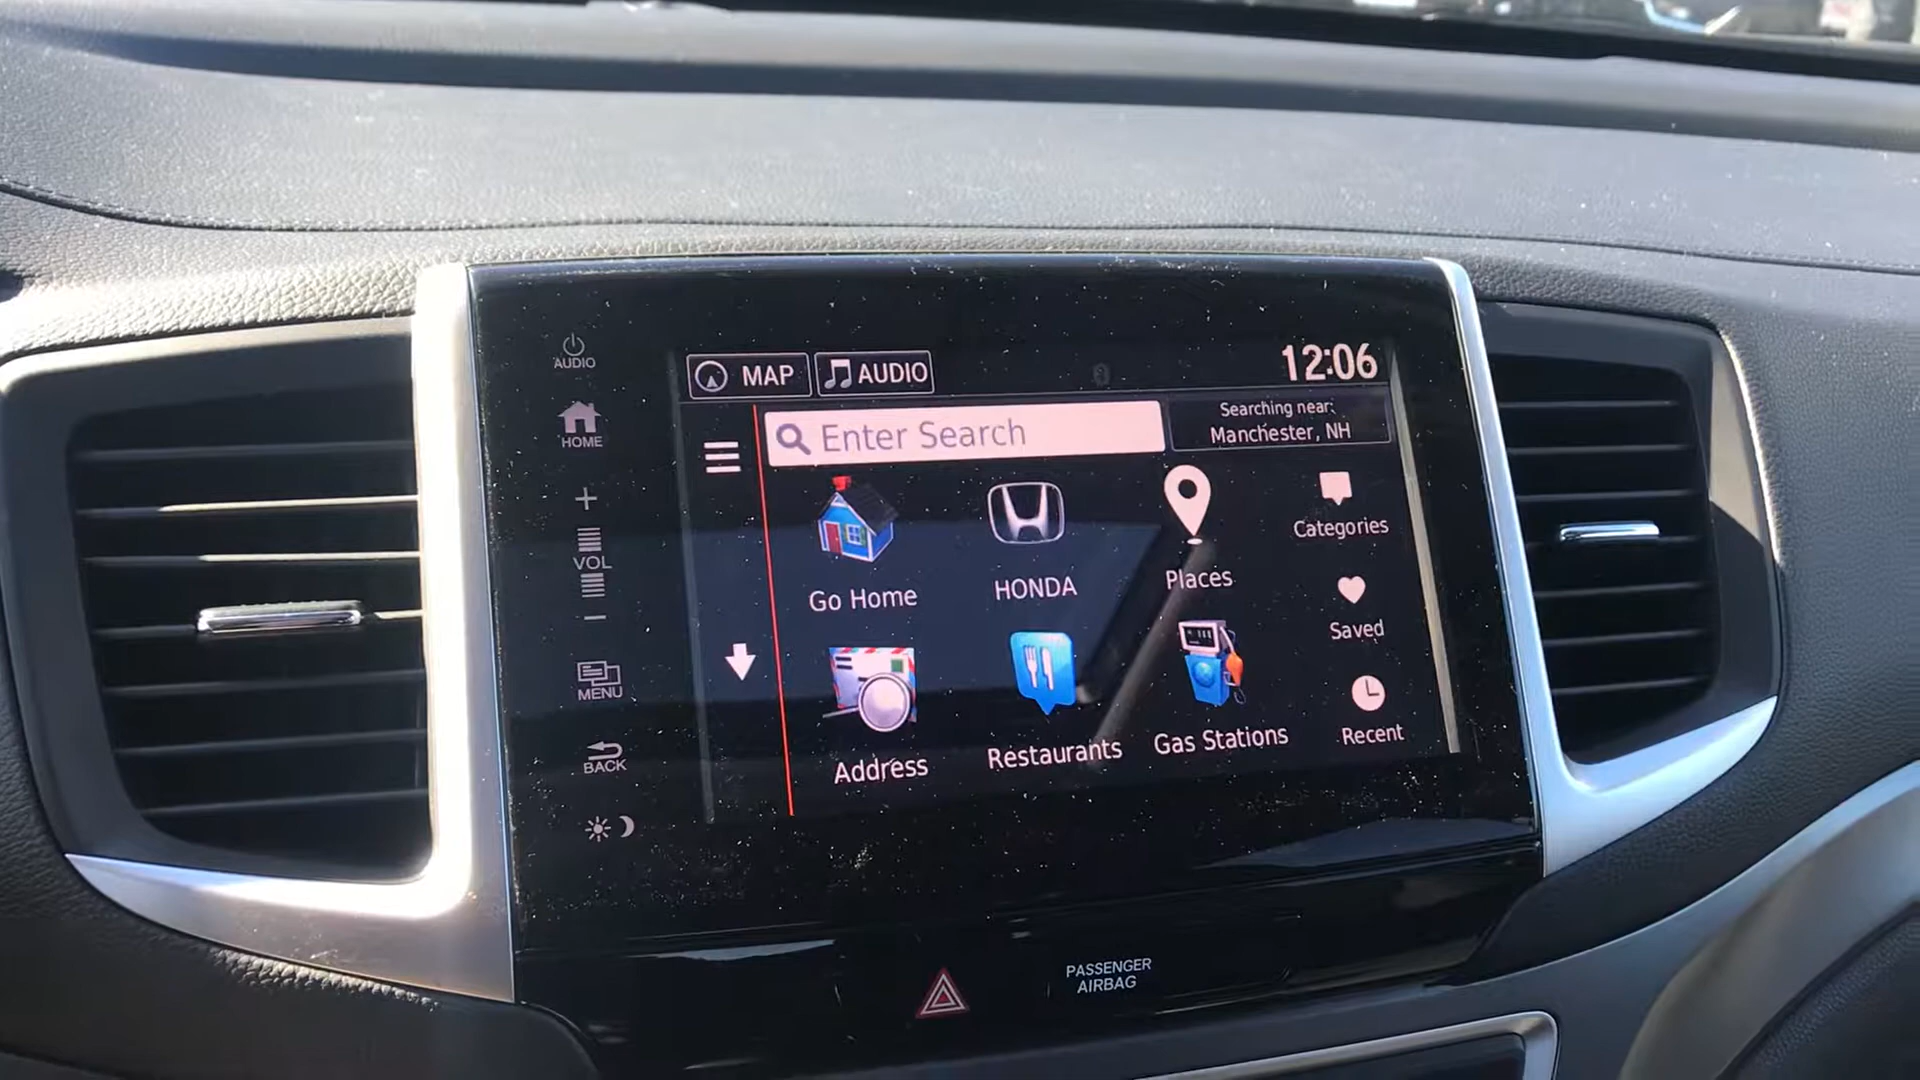 AUDIO
HOME
+
VOL
−
MENU
BACK
MAP
AUDIO
12:06
Enter Search
Searching near:
Manchester, NH
Go Home
HONDA
Places
Categories
Saved
Address
Restaurants
Gas Stations
Recent
PASSENGER
AIRBAG